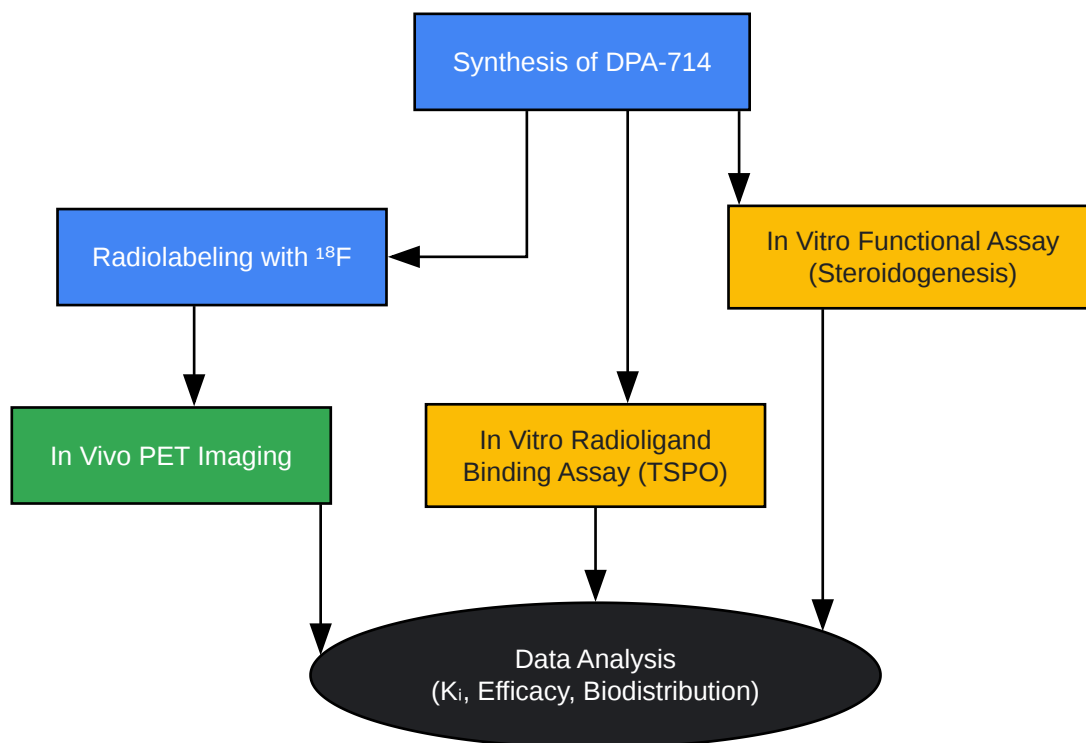 Synthesis of DPA-714
Radiolabeling with ¹⁸F
In Vitro Functional Assay
(Steroidogenesis)
In Vivo PET Imaging
In Vitro Radioligand
Binding Assay (TSPO)
Data Analysis
(Kᵢ, Efficacy, Biodistribution)